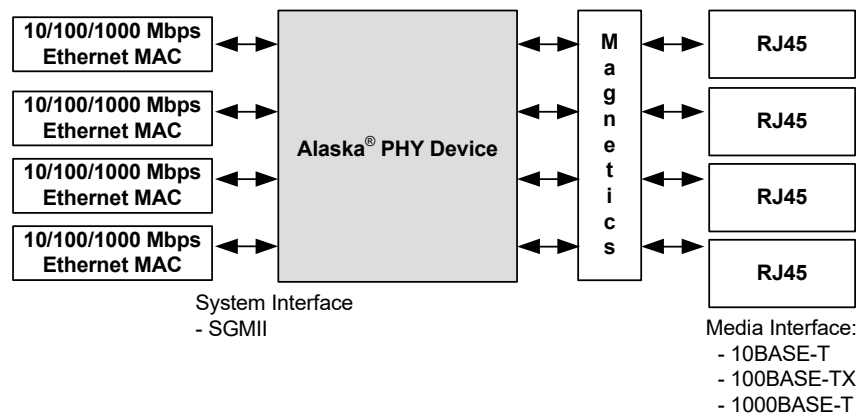 10/100/1000 Mbps
Ethernet MAC
10/100/1000 Mbps
Ethernet MAC
10/100/1000 Mbps
Ethernet MAC
10/100/1000 Mbps
Ethernet MAC
Alaska® PHY Device
Magnetics
RJ45
RJ45
RJ45
RJ45
System Interface
- SGMII
Media Interface:
- 10BASE-T
- 100BASE-TX
- 1000BASE-T